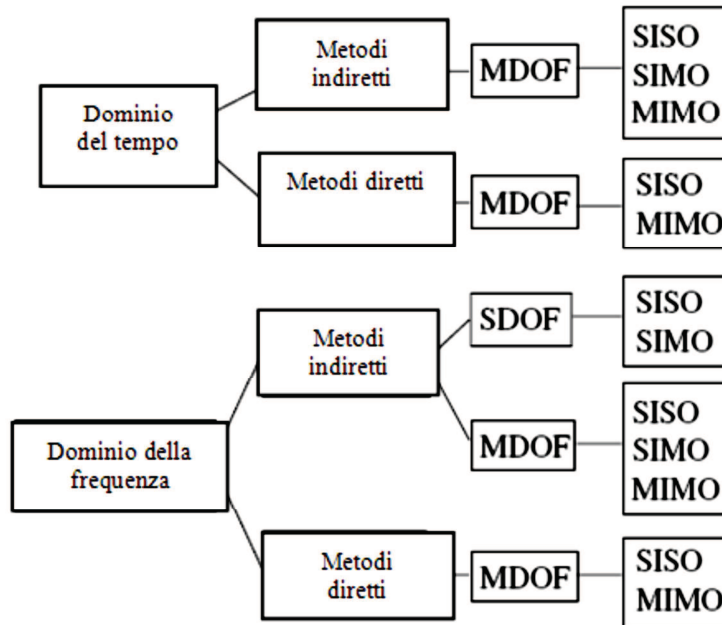 Dominio
del tempo
Metodi
indiretti
MDOF
SISO
SIMO
MIMO
Metodi diretti
MDOF
SISO
MIMO
Dominio della
frequenza
Metodi
indiretti
SDOF
SISO
SIMO
MDOF
SISO
SIMO
MIMO
Metodi
diretti
MDOF
SISO
MIMO